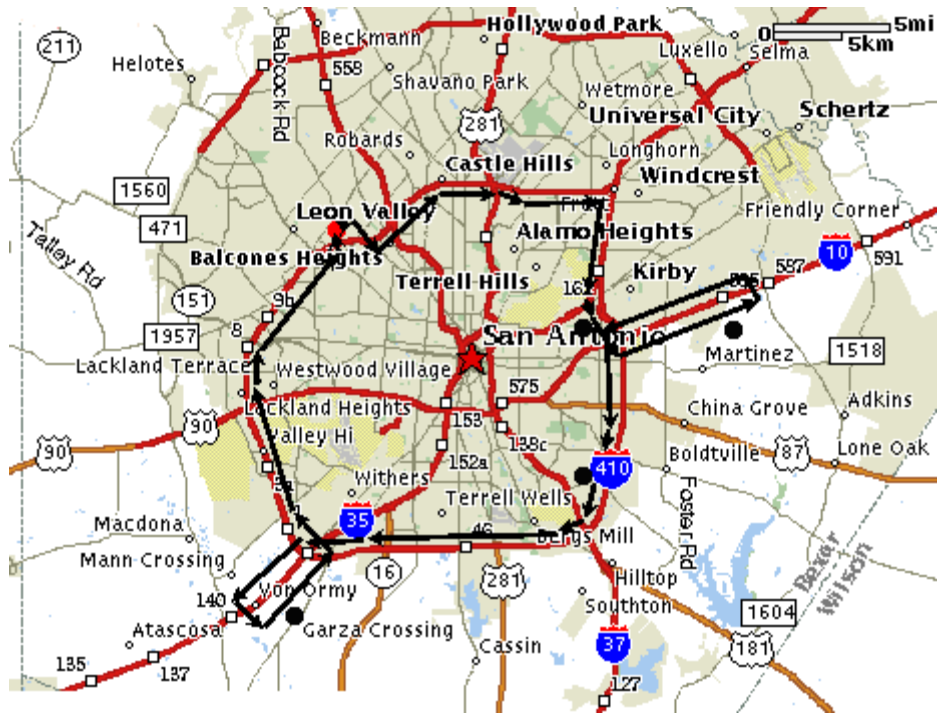 Hollywood Park
Beckmann
211
Babcock Rd
0
5mi
5km
Luxello
Selma
Helotes
558
Shavano Park
Wetmore
Universal City
Schertz
281
Robards
Longhorn
Castle Hills
Windcrest
1560
Leon Valley
Friendly Corner
471
Alamo Heights
Talley Rd
Balcones Heights
10
591
Kirby
587
Terrell Hills
151
9b
1957
8
San Antonio
Martinez
1518
Lackland Terrace
Westwood Village
575
Adkins
Lackland Heights
153
China Grove
90
90
Valley Hi
138c
87
Lone Oak
152a
410
Boldtville
Withers
Terrell Wells
Foster Rd
Macdona
35
46
Bergs Mill
Mann Crossing
16
281
Hilltop
Bexar
Wilson
Von Ormy
140
Southton
1604
Atascosa
Garza Crossing
37
181
Cassin
135
137
127